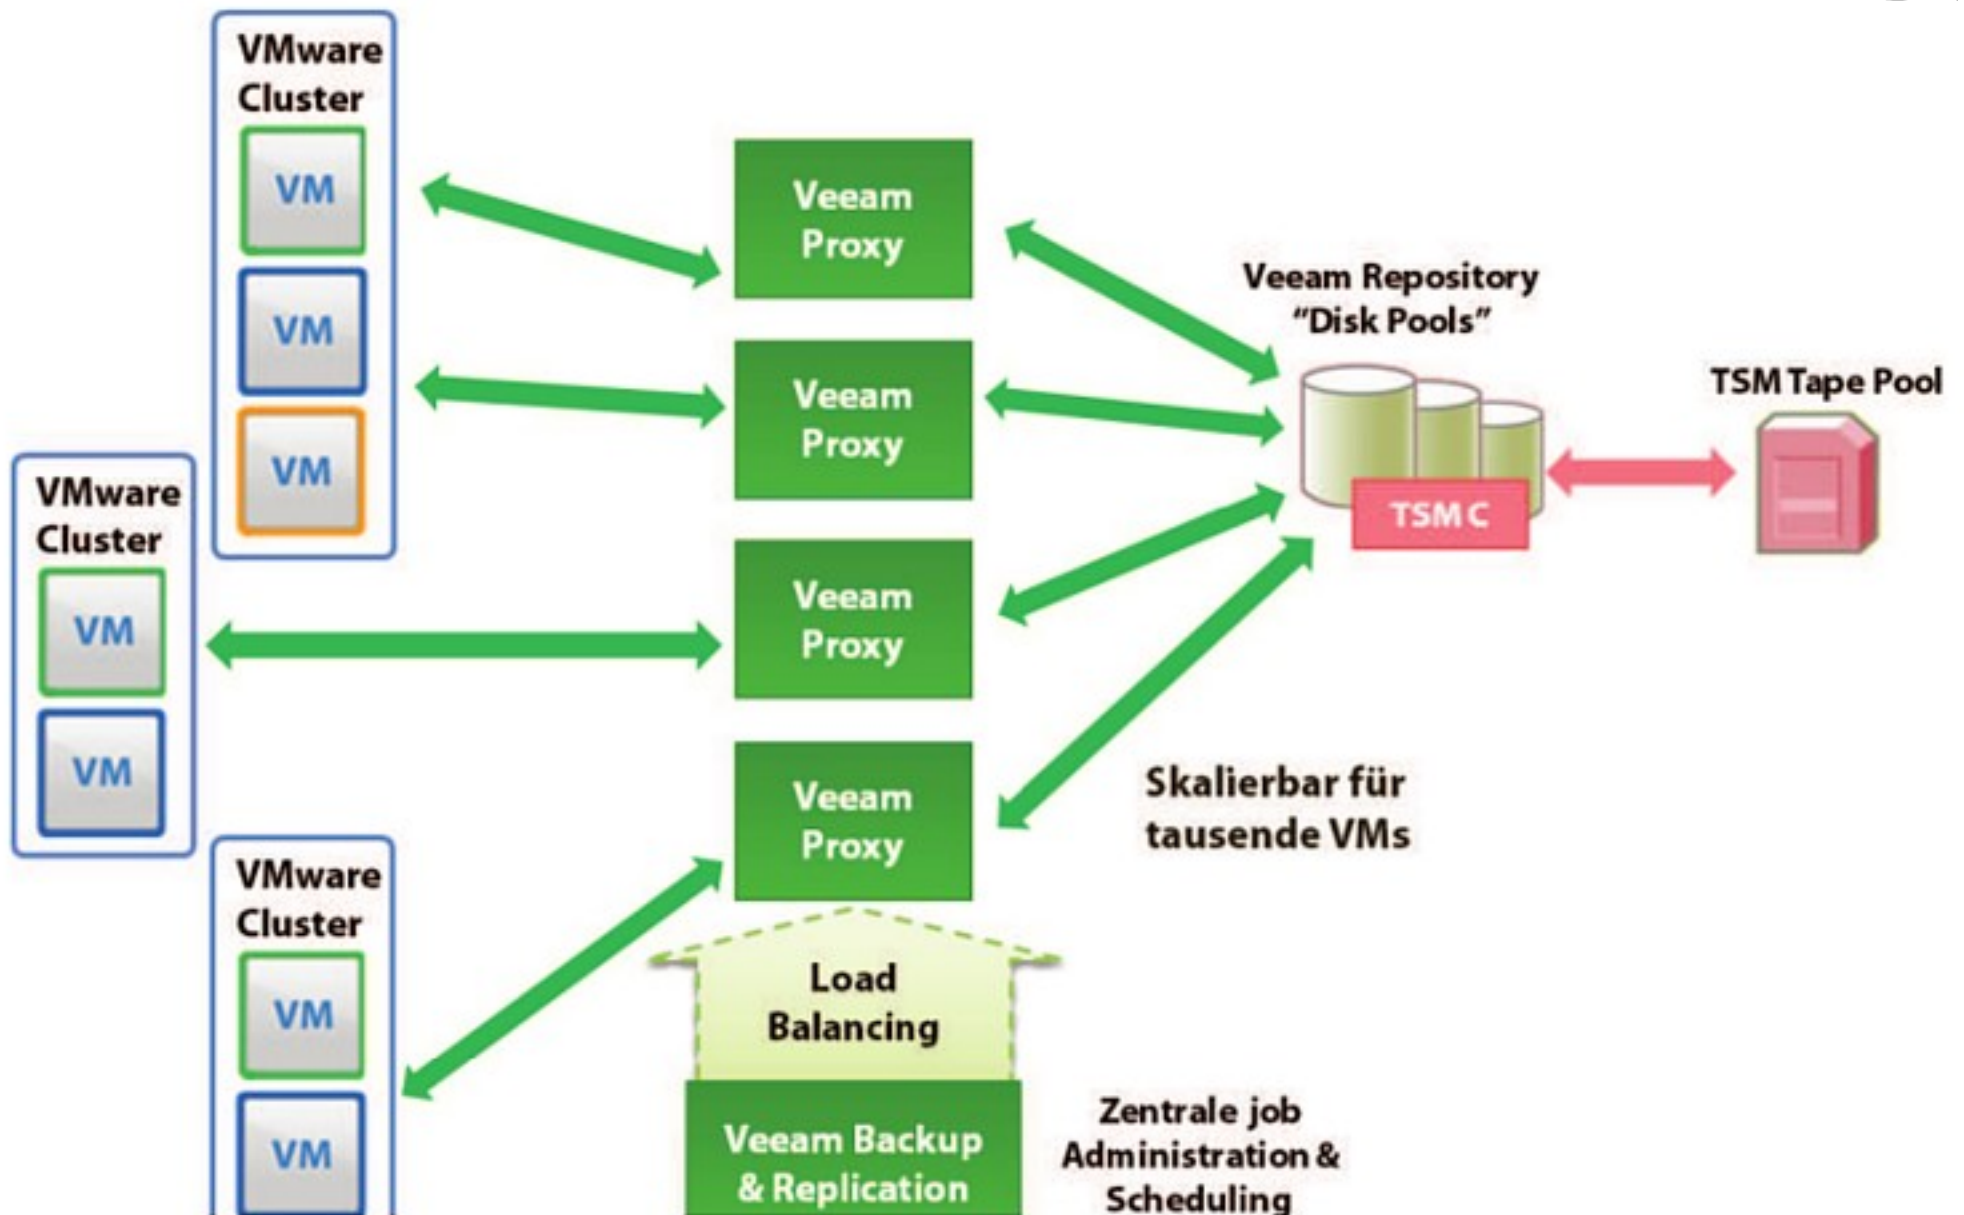 VMware
Cluster
VM
VM
VM
VMware
Cluster
VM
VM
VMware
Cluster
VM
VM
Veeam
Proxy
Veeam
Proxy
Veeam
Proxy
Veeam
Proxy
Load
Balancing
Veeam Backup
& Replication
Zentrale job
Administration &
Scheduling
Skalierbar für
tausende VMs
Veeam Repository
“Disk Pools”
TSM C
TSM Tape Pool